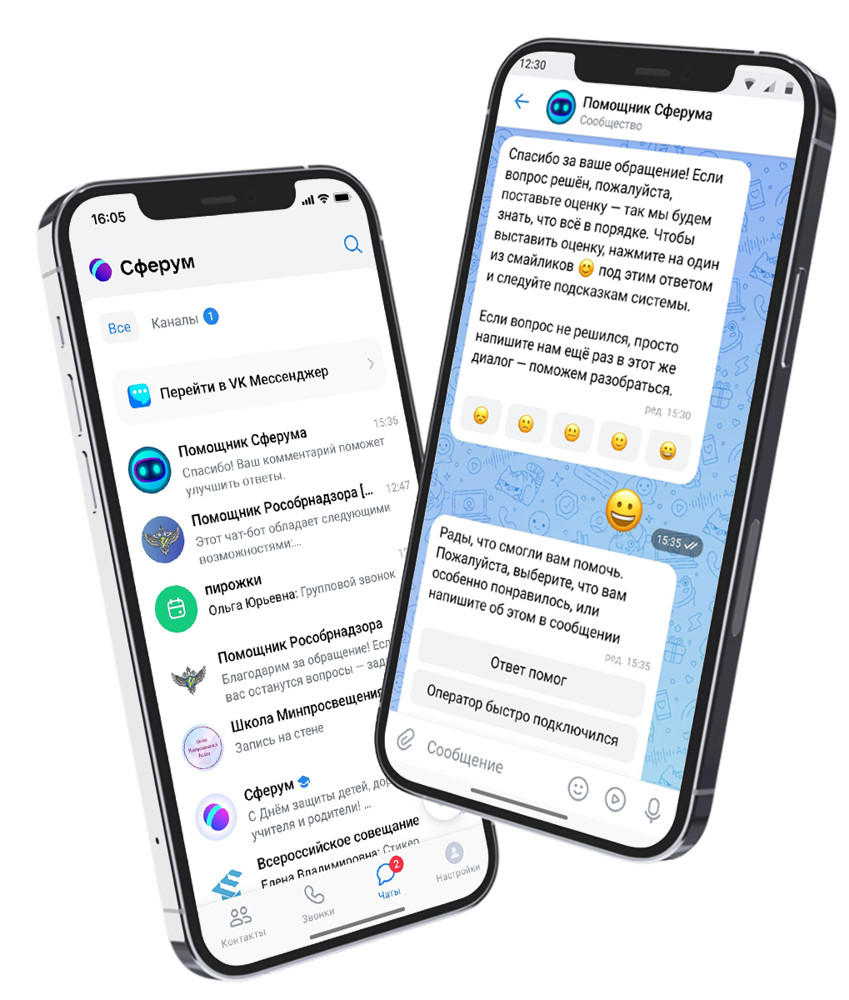 16:05
Сферум
Все
Каналы 1
Перейти в VK Мессенджер
Помощник Сферума
15:36
Спасибо! Ваш комментарий поможет
улучшить ответы.
Помощник Рособрнадзора [...
12:47
Этот чат-бот обладает следующими
возможностями:...
пирожки
Ольга Юрьевна: Групповой звонок
Помощник Рособрнадзора
Благодарим за обращение!
вас останутся вопросы —
Школа Минпросвещения
Запись на стене
Школа
Минпросвещения
России
Сферум
С Днём защиты детей,
учителя и родители! ...
Всероссийское совещание
Елена Владимировна: Стикер
Контакты
Звонки
2
Чаты
Настройки
12:30
Помощник Сферума
Сообщество
Спасибо за ваше обращение! Если
вопрос решён, пожалуйста,
поставьте оценку — так мы будем
знать, что всё в порядке. Чтобы
выставить оценку, нажмите на один
из смайликов 😊 под этим ответом
и следуйте подсказкам системы.
Если вопрос не решился, просто
напишите нам ещё раз в этот же
диалог — поможем разобраться.
ред. 15:30
15:35
Рады, что смогли вам помочь.
Пожалуйста, выберите, что вам
особенно понравилось, или
напишите об этом в сообщении
ред. 15:35
Ответ помог
Оператор быстро подключился
Сообщение